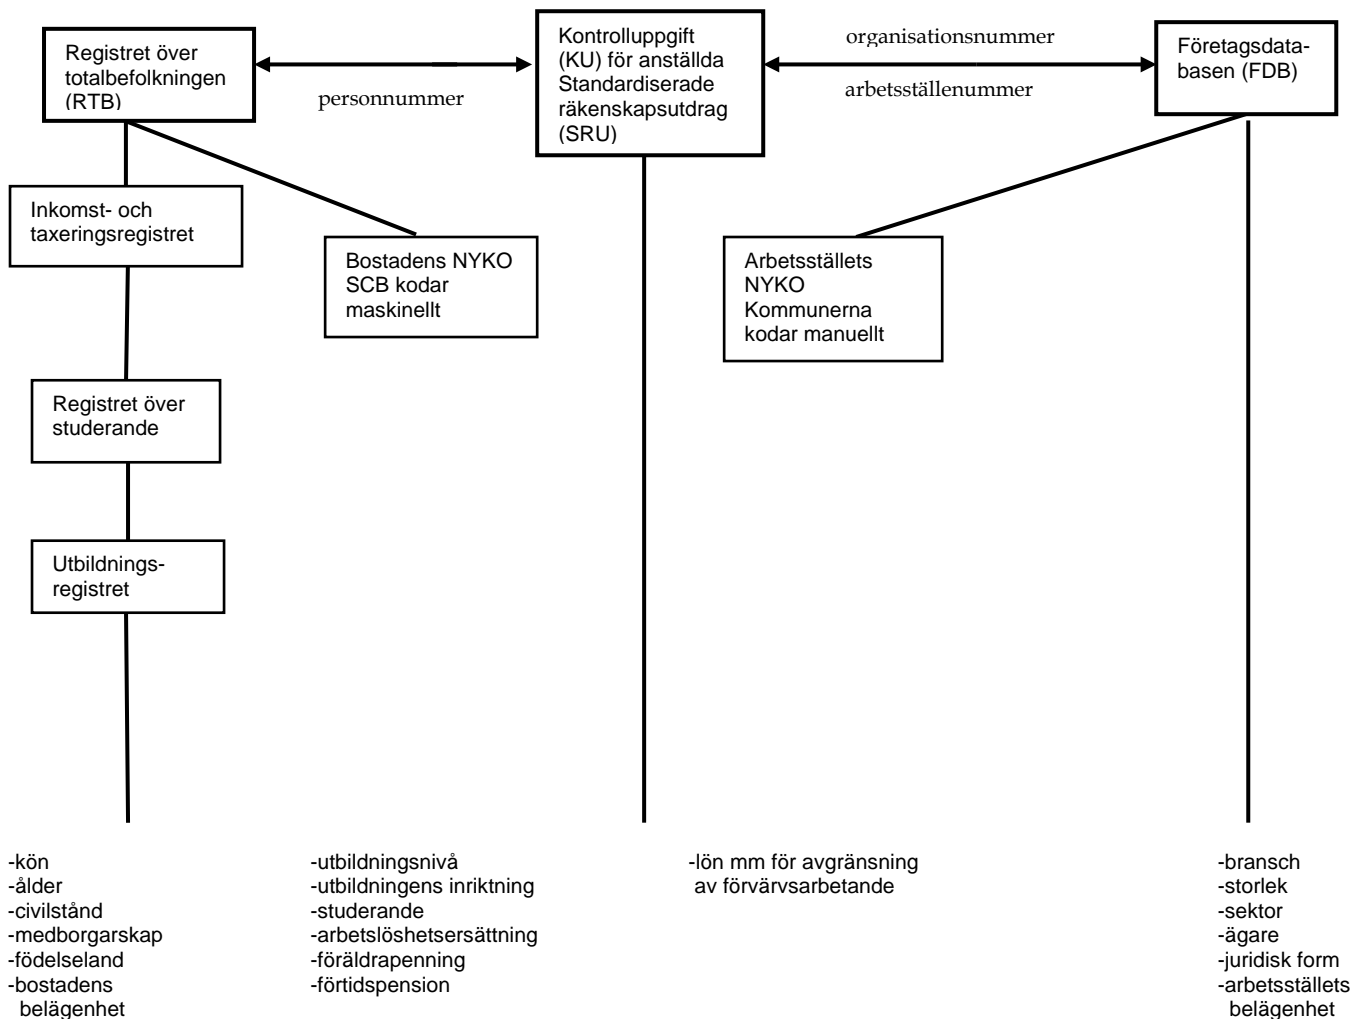 Registret över
totalbefolkningen
(RTB)
personnummer
Kontrolluppgift
(KU) för anställda
Standardiserade
räkenskapsutdrag
(SRU)
organisationsnummer
arbetsställenummer
Företagsdata-
basen (FDB)
Inkomst- och
taxeringsregistret
Bostadens NYKO
SCB kodar
maskinellt
Arbetsställets
NYKO
Kommunerna
kodar manuellt
Registret över
studerande
Utbildnings-
registret
-kön
-ålder
-civilstånd
-medborgarskap
-födelseland
-bostadens
belägenhet
-utbildningsnivå
-utbildningens inriktning
-studerande
-arbetslöshetsersättning
-föräldrapenning
-förtidspension
-lön mm för avgränsning
av förvärvsarbetande
-bransch
-storlek
-sektor
-ägare
-juridisk form
-arbetsställets
belägenhet